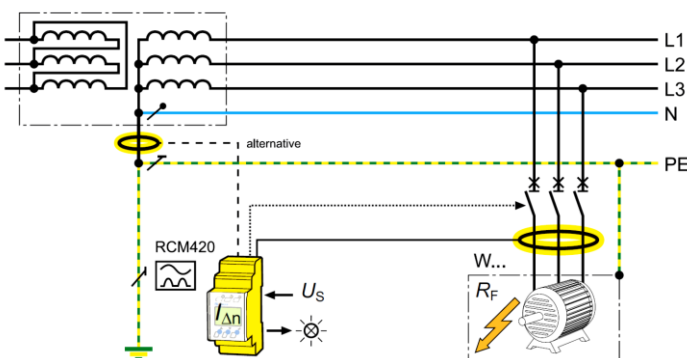 L1
L2
L3
N
alternative
PE
RCM420
W...
US
RF
IΔn